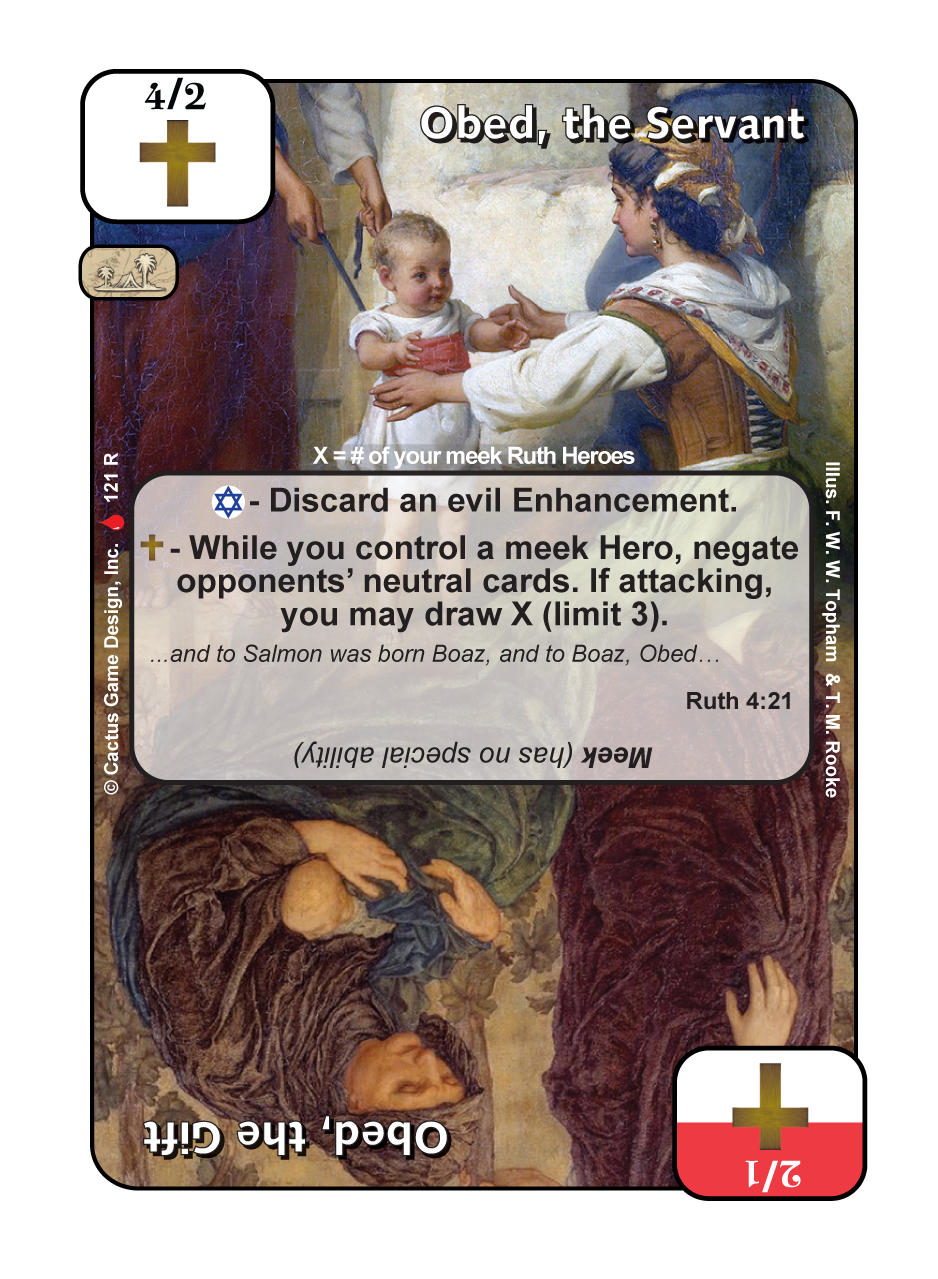 4/2
Obed, the Servant
X = # of your meek Ruth Heroes
- Discard an evil Enhancement.
- While you control a meek Hero, negate
opponents’ neutral cards. If attacking,
you may draw X (limit 3).
...and to Salmon was born Boaz, and to Boaz, Obed…
Ruth 4:21
Meek (has no special ability)
© Cactus Game Design, Inc. 121 R
Illus. F. W. W. Topham & T. M. Rooke
Obed, the Gift
2/1